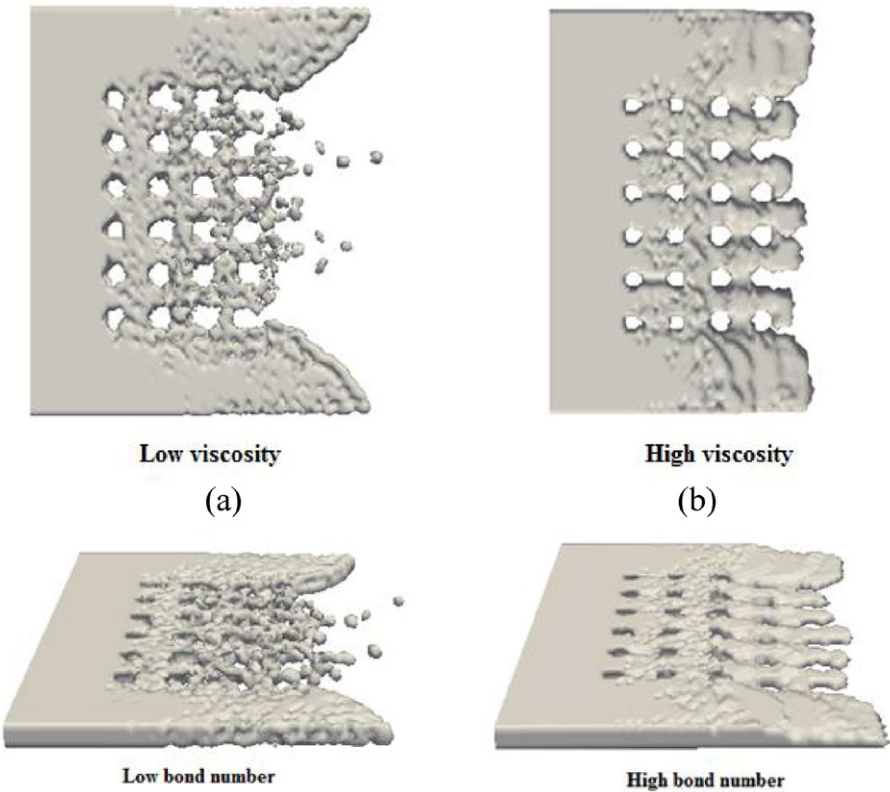 Low viscosity
High viscosity
(a)
(b)
Low bond number
High bond number